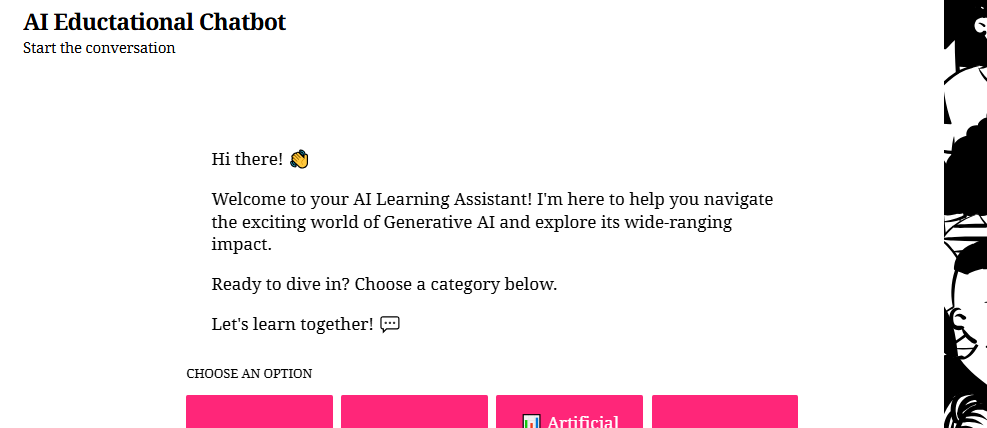 AI Eductational Chatbot
Start the conversation
Hi there! 👋
Welcome to your AI Learning Assistant! I'm here to help you navigate
the exciting world of Generative AI and explore its wide-ranging
impact.
Ready to dive in? Choose a category below.
Let's learn together! 💬
CHOOSE AN OPTION
📊 Artificial